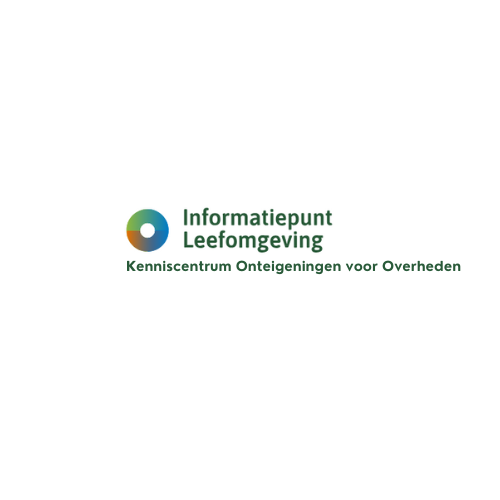 Informatiepunt
Leefomgeving
Kenniscentrum Onteigeningen voor Overheden